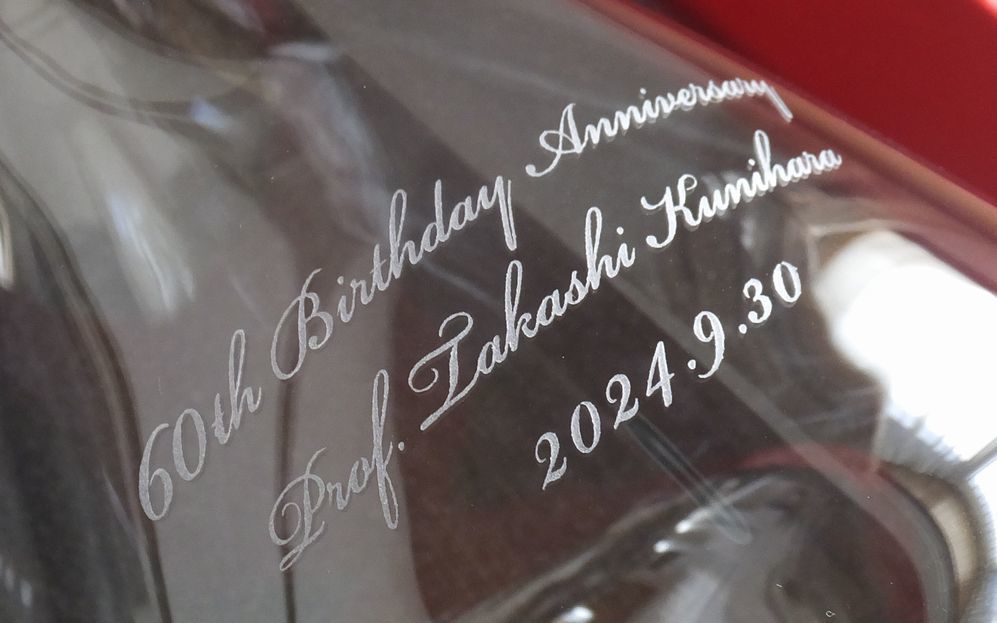 60th Birthday Anniversary
Prof. Takashi Kunihara
2024.9.30